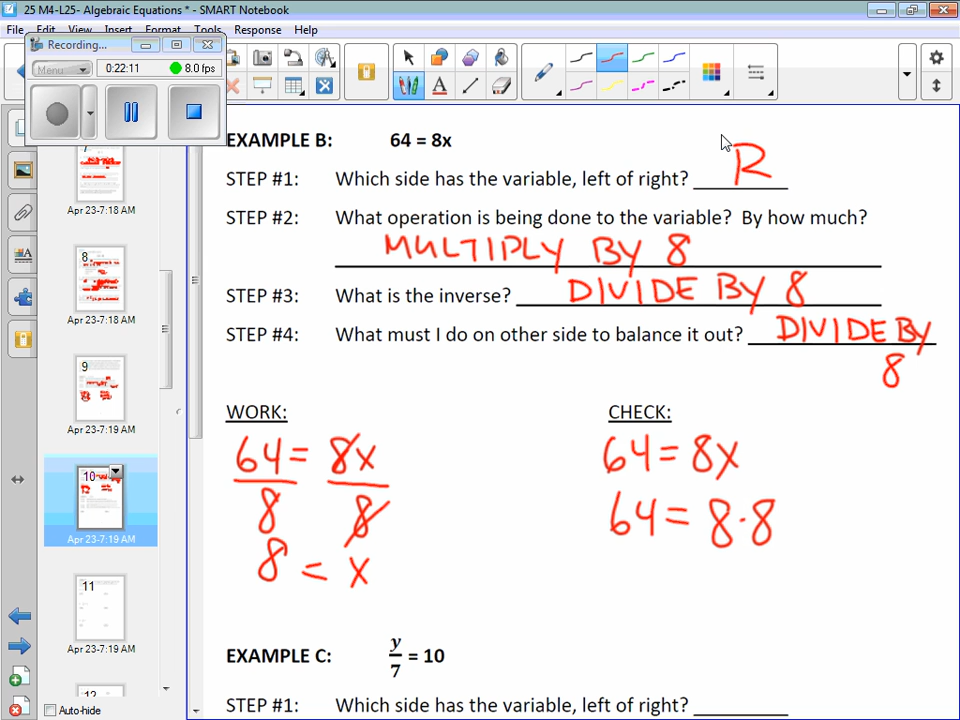 25 M4-L25- Algebraic Equations * - SMART Notebook
File Edit View Insert Format Tools Response Help
Recording...
Menu 0:22:11 8.0 fps
EXAMPLE B: 64 = 8x
STEP #1: Which side has the variable, left of right? R
STEP #2: What operation is being done to the variable? By how much?
MULTIPLY BY 8
STEP #3: What is the inverse? DIVIDE BY 8
STEP #4: What must I do on other side to balance it out? DIVIDE BY
8
WORK: CHECK:
64 = 8x 64 = 8x
8 8 64 = 8·8
8 = x
EXAMPLE C: y/7 = 10
STEP #1: Which side has the variable, left of right?
7
Apr 23-7:18 AM
8
Apr 23-7:18 AM
9
Apr 23-7:19 AM
10
Apr 23-7:19 AM
11
Apr 23-7:19 AM
12
Auto-hide